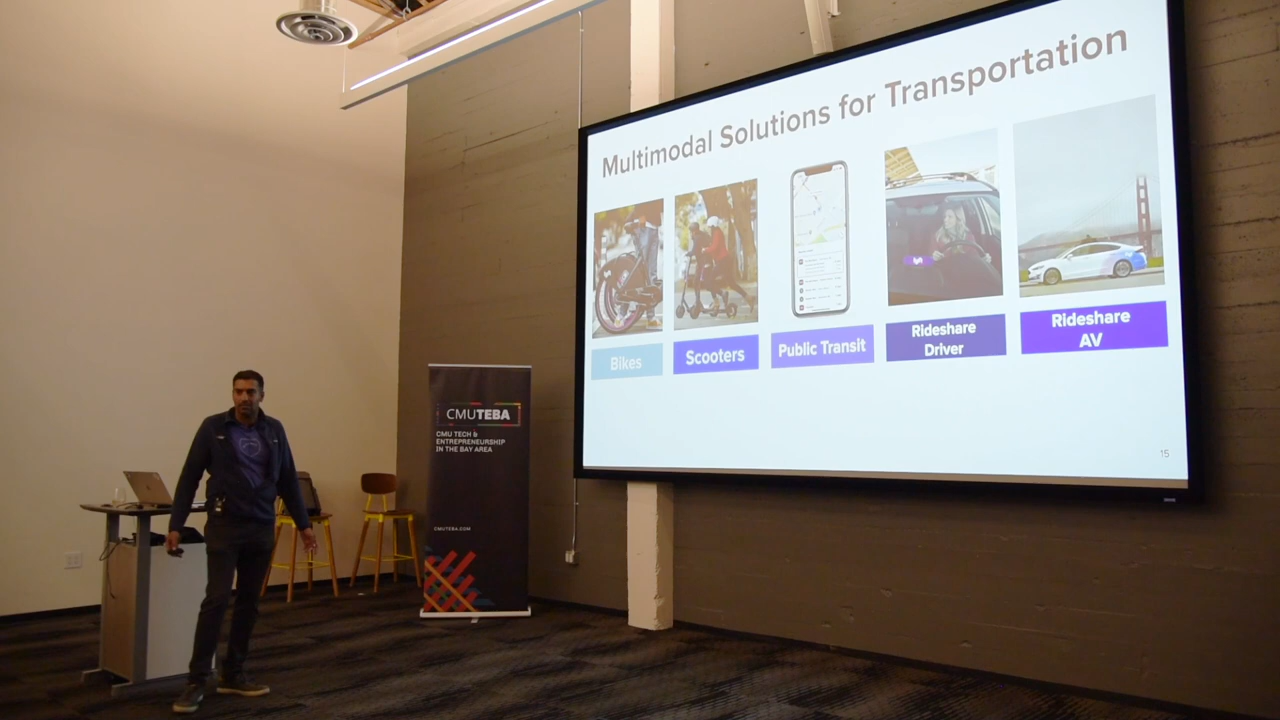 Multimodal Solutions for Transportation
Bikes
Scooters
Public Transit
Rideshare
Driver
Rideshare
AV
15
CMUTEBA
CMU TECH &
ENTREPRENEURSHIP
IN THE BAY AREA
CMUTEBA.COM